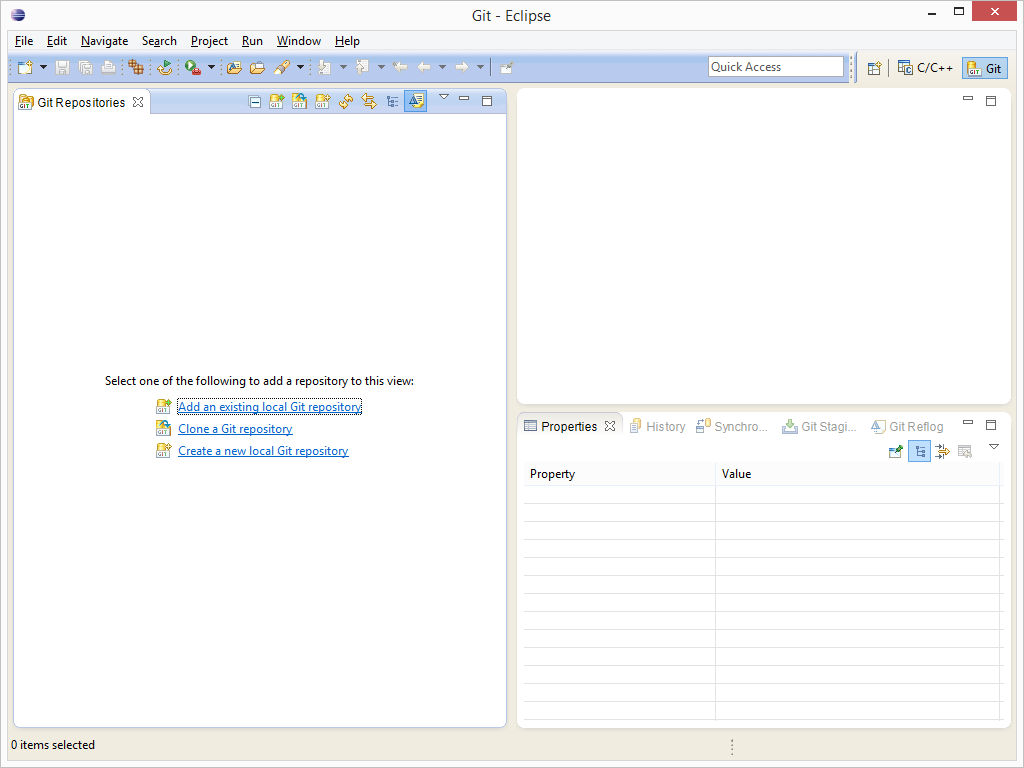 Git - Eclipse
File Edit Navigate Search Project Run Window Help
Quick Access
C/C++
Git
Git Repositories
Select one of the following to add a repository to this view:
Add an existing local Git repository
Clone a Git repository
Create a new local Git repository
Properties
History
Synchro...
Git Stagi...
Git Reflog
Property Value
0 items selected